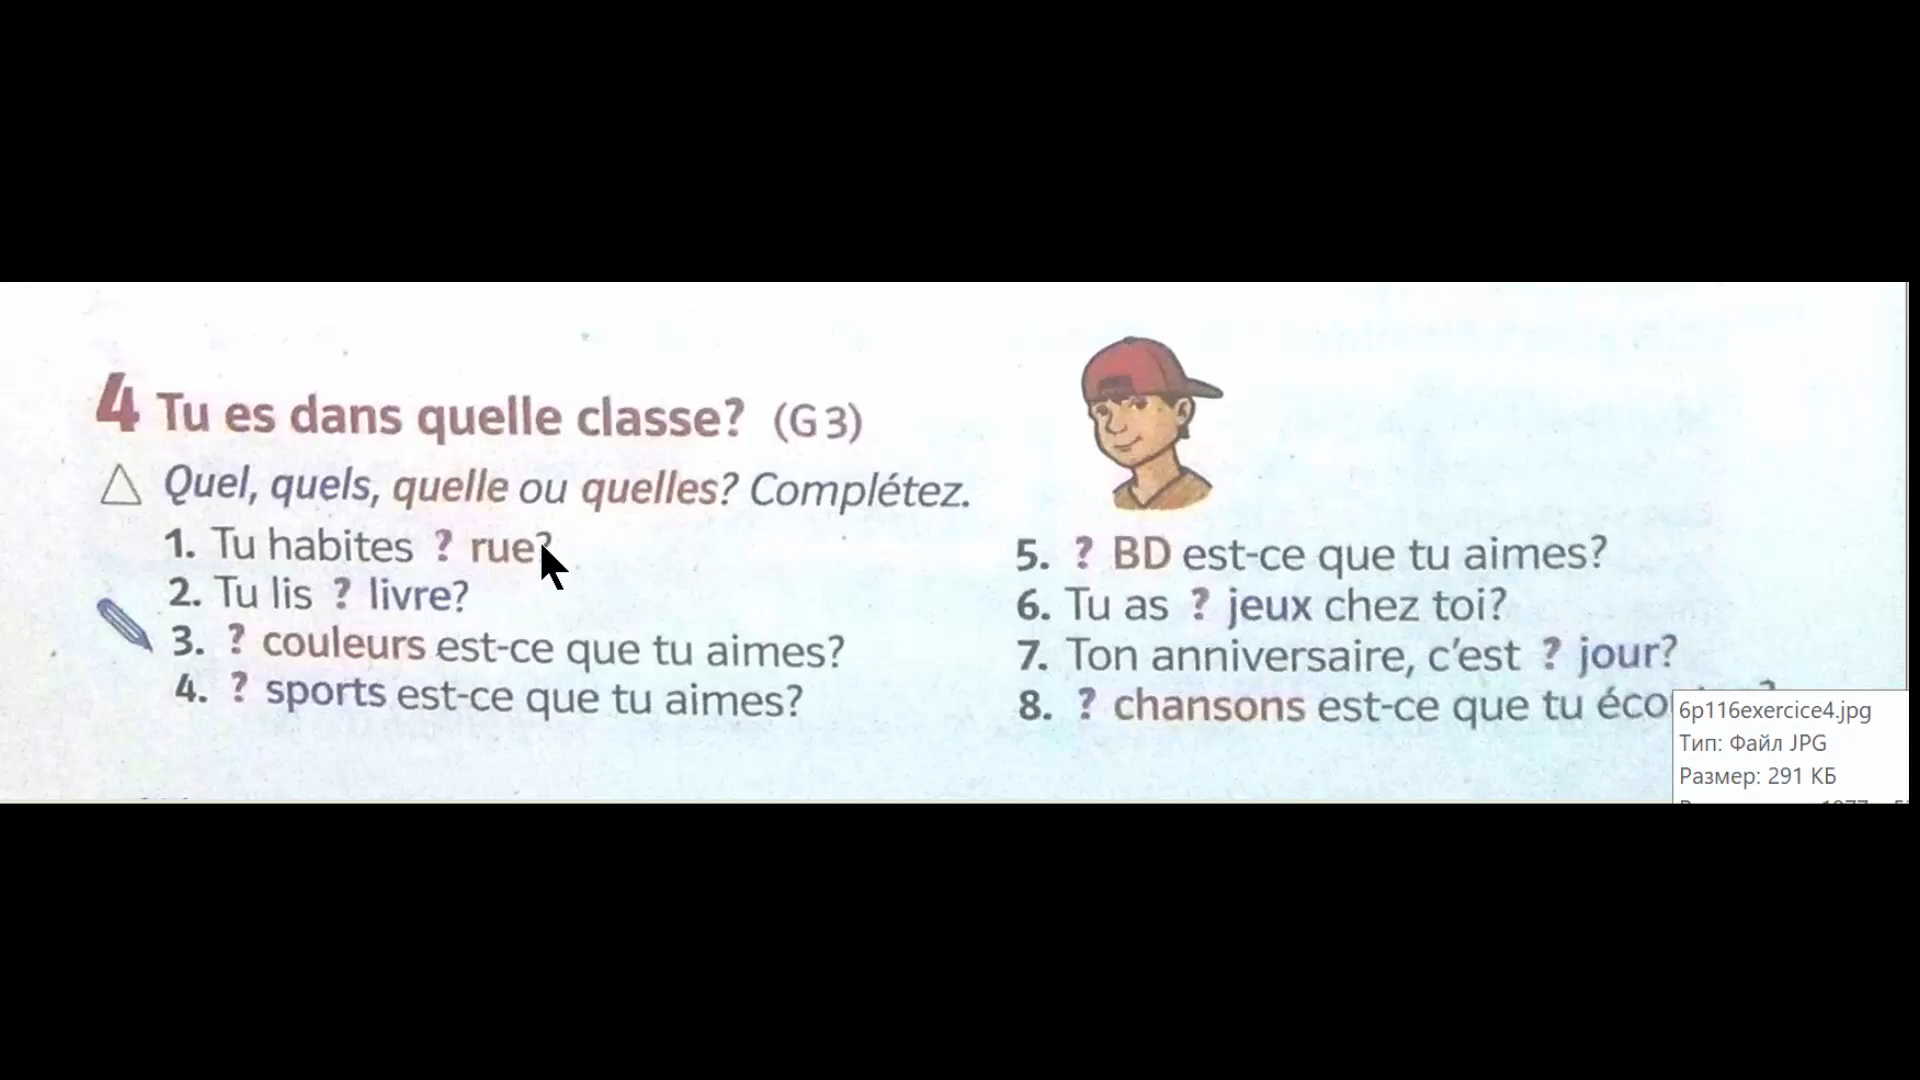 4 Tu es dans quelle classe? (G3)
Quel, quels, quelle ou quelles? Complétez.
1. Tu habites ? rue?
2. Tu lis ? livre?
3. ? couleurs est-ce que tu aimes?
4. ? sports est-ce que tu aimes?
5. ? BD est-ce que tu aimes?
6. Tu as ? jeux chez toi?
7. Ton anniversaire, c'est ? jour?
8. ? chansons est-ce que tu
6p116exercice4.jpg
Тип: Файл JPG
Размер: 291 КБ